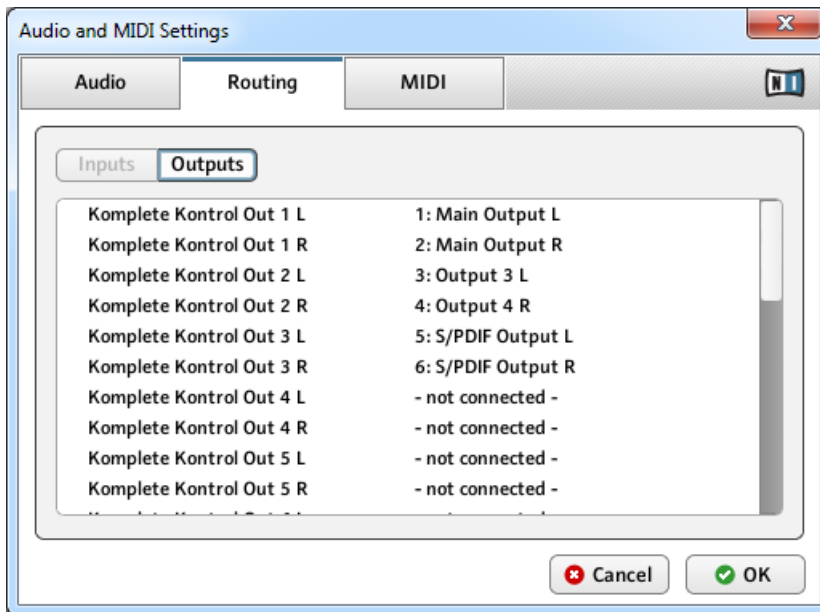 Audio and MIDI Settings
Audio Routing MIDI
NI
Inputs Outputs
Komplete Kontrol Out 1 L 1: Main Output L
Komplete Kontrol Out 1 R 2: Main Output R
Komplete Kontrol Out 2 L 3: Output 3 L
Komplete Kontrol Out 2 R 4: Output 4 R
Komplete Kontrol Out 3 L 5: S/PDIF Output L
Komplete Kontrol Out 3 R 6: S/PDIF Output R
Komplete Kontrol Out 4 L - not connected -
Komplete Kontrol Out 4 R - not connected -
Komplete Kontrol Out 5 L - not connected -
Komplete Kontrol Out 5 R - not connected -
Cancel OK